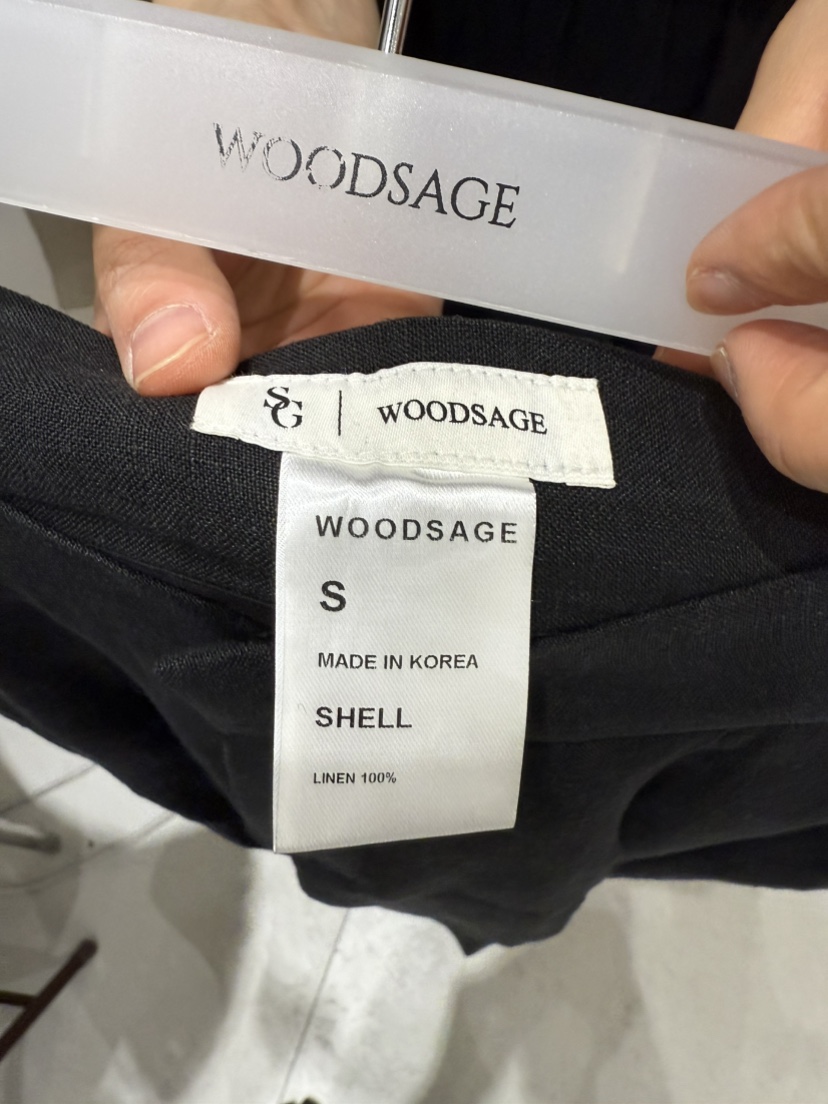 WOODSAGE
SG | WOODSAGE
WOODSAGE
S
MADE IN KOREA
SHELL
LINEN 100%